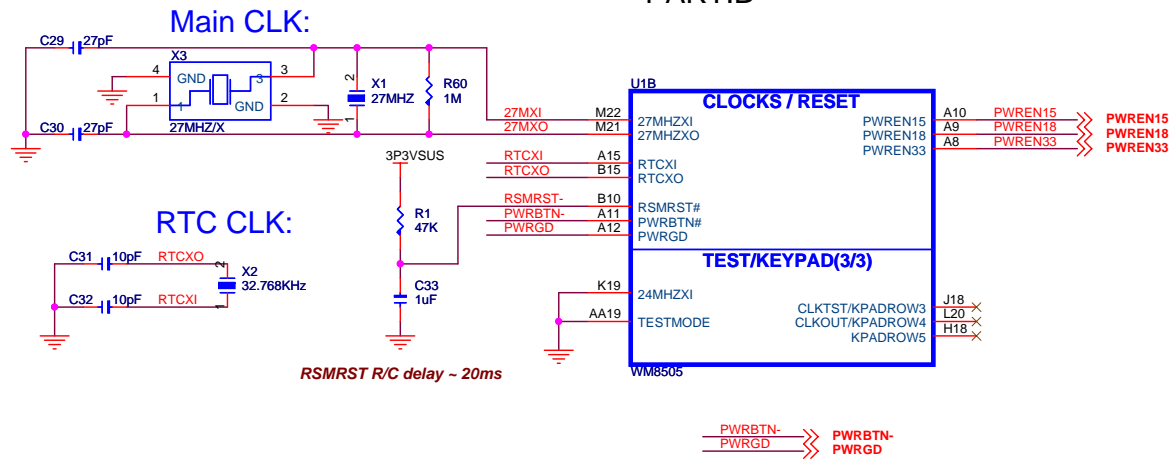 PARTID
Main CLK:
C29
27pF
X3
4
GND
3
3
1
1
GND
2
27MHZ/X
C30
27pF
2
X1
27MHZ
1
R60
1M
U1B
CLOCKS / RESET
27MXI
M22
27MHZXI
27MXO
M21
27MHZXO
RTCXI
A15
RTCXI
RTCXO
B15
RTCXO
RSMRST-
B10
RSMRST#
PWRBTN-
A11
PWRBTN#
PWRGD
A12
PWRGD
PWREN15
A10
PWREN15
PWREN15
PWREN18
A9
PWREN18
PWREN18
PWREN33
A8
PWREN33
PWREN33
3P3VSUS
R1
47K
C33
1uF
RSMRST R/C delay ~ 20ms
RTC CLK:
C31
10pF
RTCXO
2
X2
32.768KHz
C32
10pF
RTCXI
1
TEST/KEYPAD(3/3)
K19
24MHZXI
AA19
TESTMODE
CLKTST/KPADROW3
J18
CLKOUT/KPADROW4
L20
KPADROW5
H18
WM8505
PWRBTN-
PWRBTN-
PWRGD
PWRGD